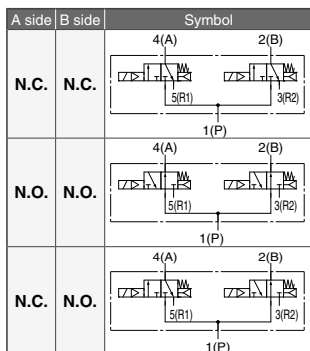 A side B side Symbol
4(A) 2(B)
N.C. N.C.
5(R1) 3(R2)
1(P)
4(A) 2(B)
N.O. N.O.
5(R1) 3(R2)
1(P)
4(A) 2(B)
N.C. N.O.
5(R1) 3(R2)
1(P)